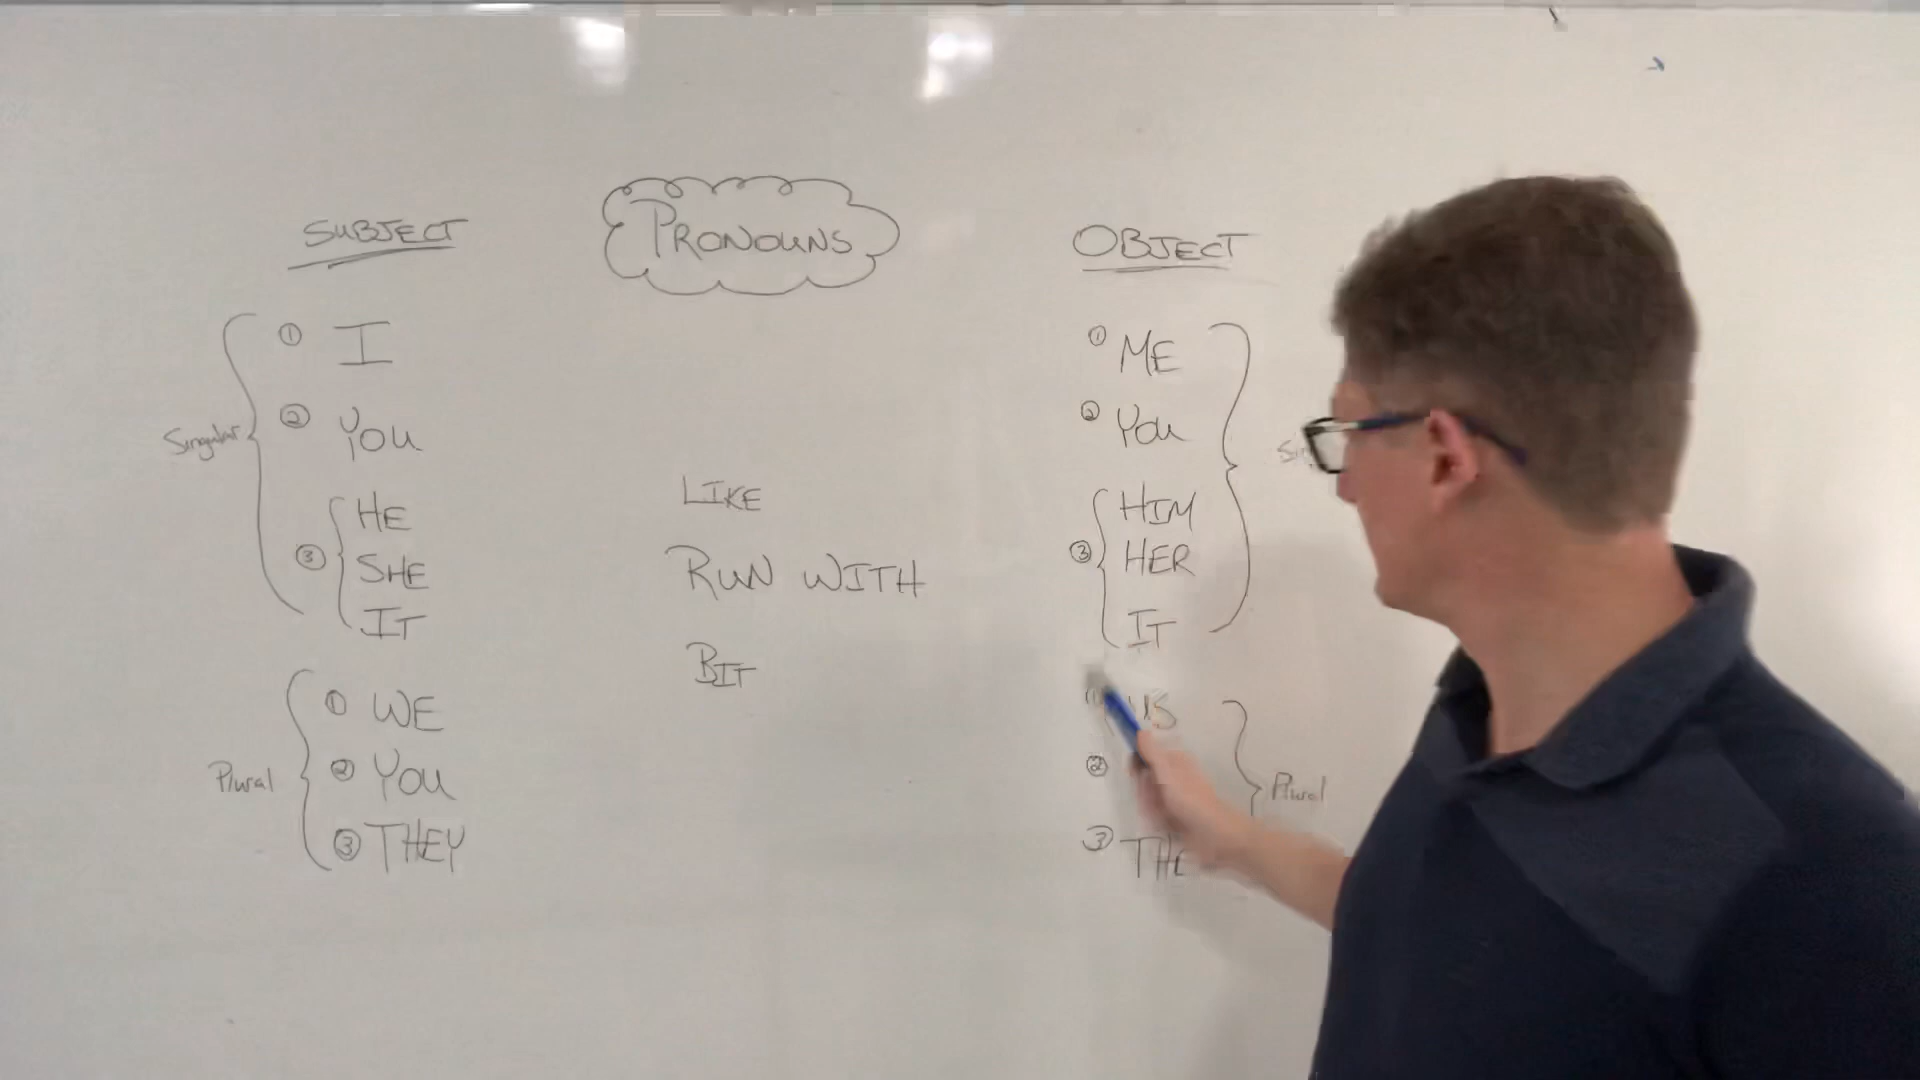 PRONOUNS
SUBJECT
Singular
① I
② YOU
③ HE
SHE
IT
Plural
① WE
② YOU
③ THEY
LIKE
RUN WITH
BIT
OBJECT
① ME
② YOU
③ HIM
HER
IT
US
②
③
Plural